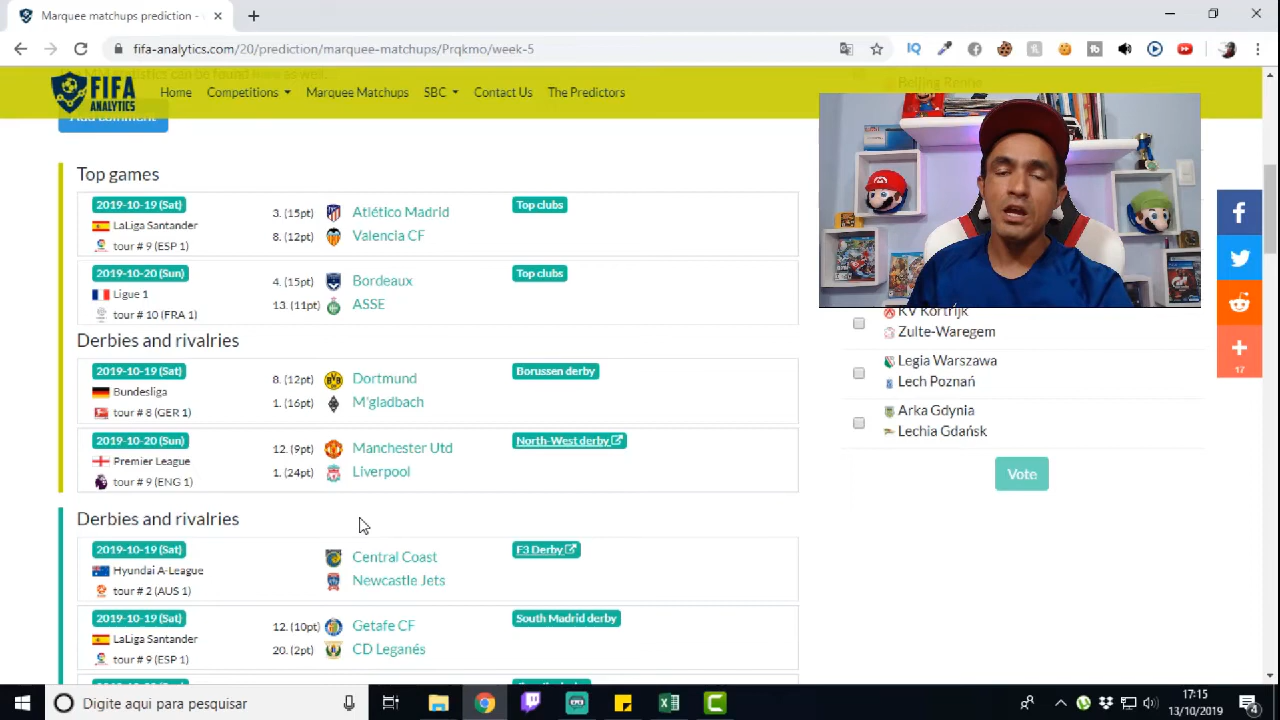 Marquee matchups prediction -
fifa-analytics.com/20/prediction/marquee-matchups/Prqkmo/week-5
FIFA
ANALYTICS
Home
Competitions
Marquee Matchups
SBC
Contact Us
The Predictors
Add comment
Top games
2019-10-19 (Sat)
LaLiga Santander
tour # 9 (ESP 1)
3. (15pt)
Atlético Madrid
8. (12pt)
Valencia CF
Top clubs
2019-10-20 (Sun)
Ligue 1
tour # 10 (FRA 1)
4. (15pt)
Bordeaux
13. (11pt)
ASSE
Top clubs
Derbies and rivalries
2019-10-19 (Sat)
Bundesliga
tour # 8 (GER 1)
8. (12pt)
Dortmund
1. (16pt)
M'gladbach
Borussen derby
2019-10-20 (Sun)
Premier League
tour # 9 (ENG 1)
12. (9pt)
Manchester Utd
1. (24pt)
Liverpool
North-West derby
Derbies and rivalries
2019-10-19 (Sat)
Hyundai A-League
tour # 2 (AUS 1)
Central Coast
Newcastle Jets
F3 Derby
2019-10-19 (Sat)
LaLiga Santander
tour # 9 (ESP 1)
12. (10pt)
Getafe CF
20. (2pt)
CD Leganés
South Madrid derby
Beijing Renhe
KV Kortrijk
Zulte-Waregem
Legia Warszawa
Lech Poznań
Arka Gdynia
Lechia Gdańsk
Vote
17
Digite aqui para pesquisar
17:15
13/10/2019
4